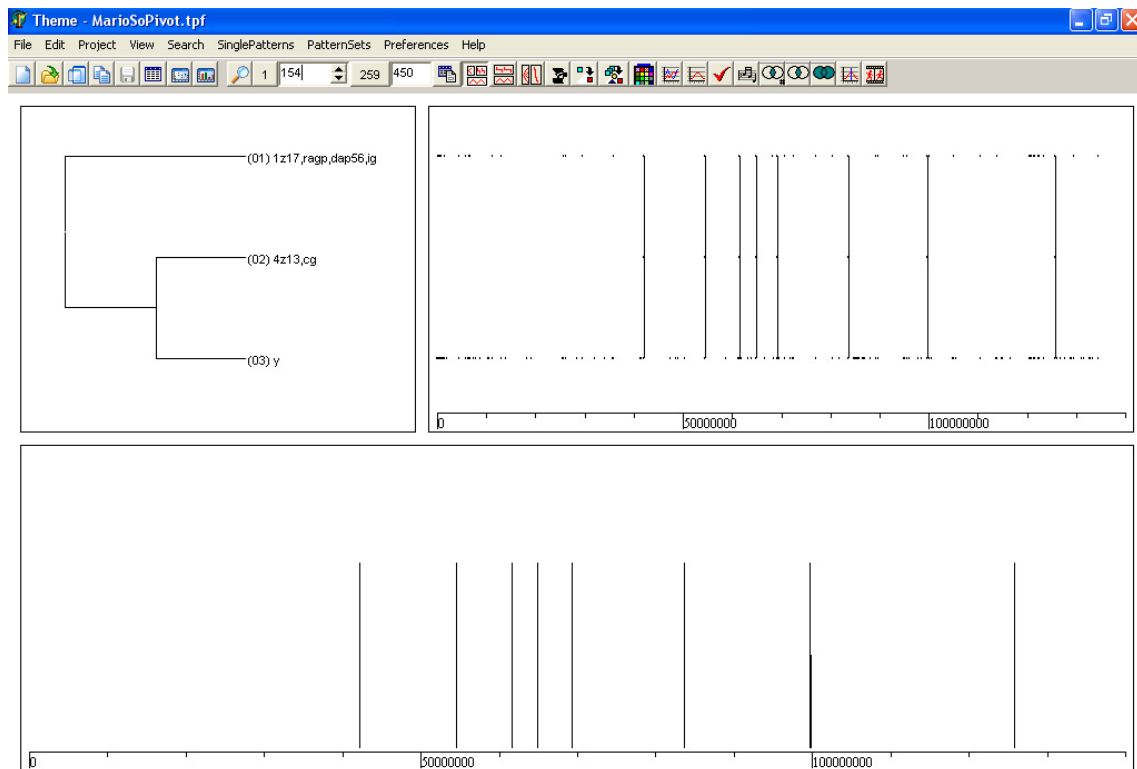 Theme - MarioSoPivot.tpf
File Edit Project View Search SinglePatterns PatternSets Preferences Help
1 154 259 450
(01) 1z17,ragp,dap56,ig
(02) 4z13,cg
(03) y
0 50000000 100000000
0 50000000 100000000